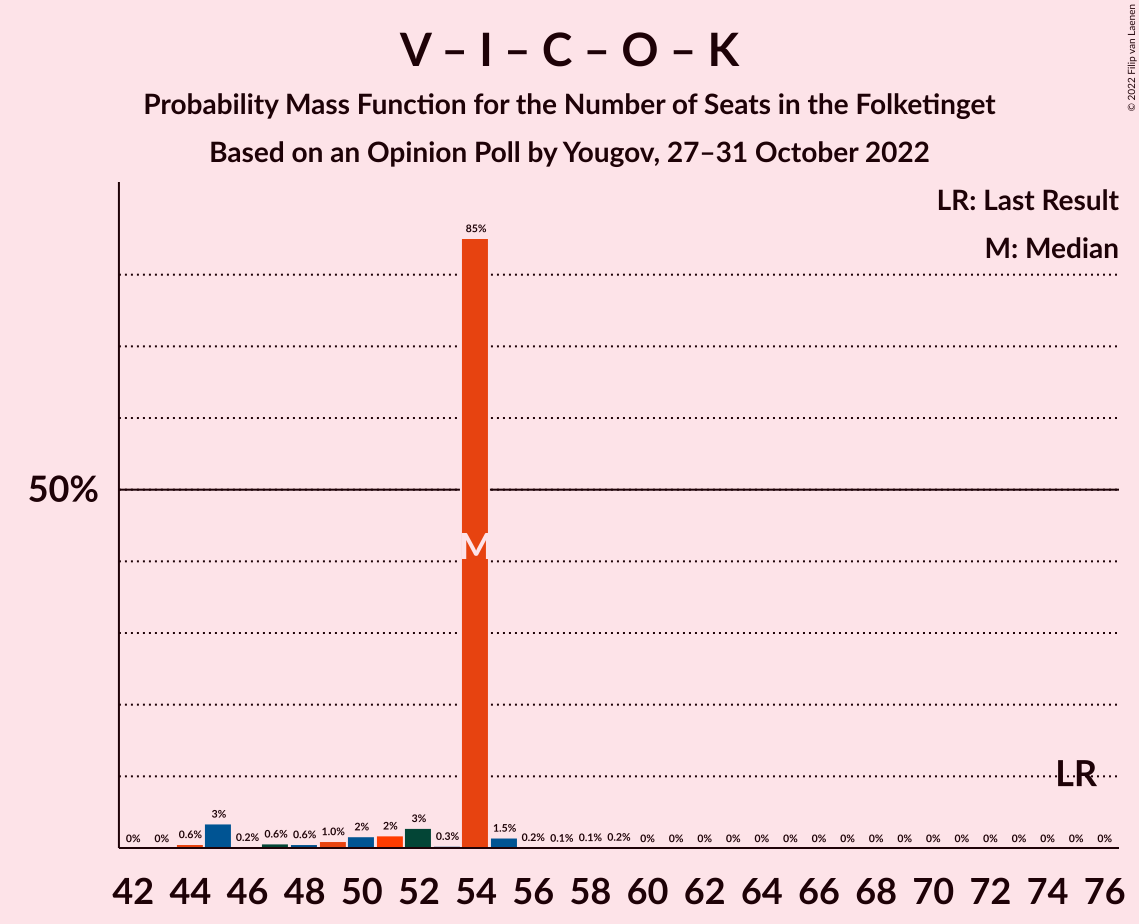 V – I – C – O – K
Probability Mass Function for the Number of Seats in the Folketinget
Based on an Opinion Poll by Yougov, 27–31 October 2022
© 2022 Filip van Laenen
LR: Last Result
M: Median
85%
50%
M
LR
0% 0% 0.6% 3% 0.2% 0.6% 0.6% 1.0% 2% 2% 3% 0.3% 1.5% 0.2% 0.1% 0.1% 0.2% 0% 0% 0% 0% 0% 0% 0% 0% 0% 0% 0% 0% 0% 0% 0% 0% 0%
42 44 46 48 50 52 54 56 58 60 62 64 66 68 70 72 74 76